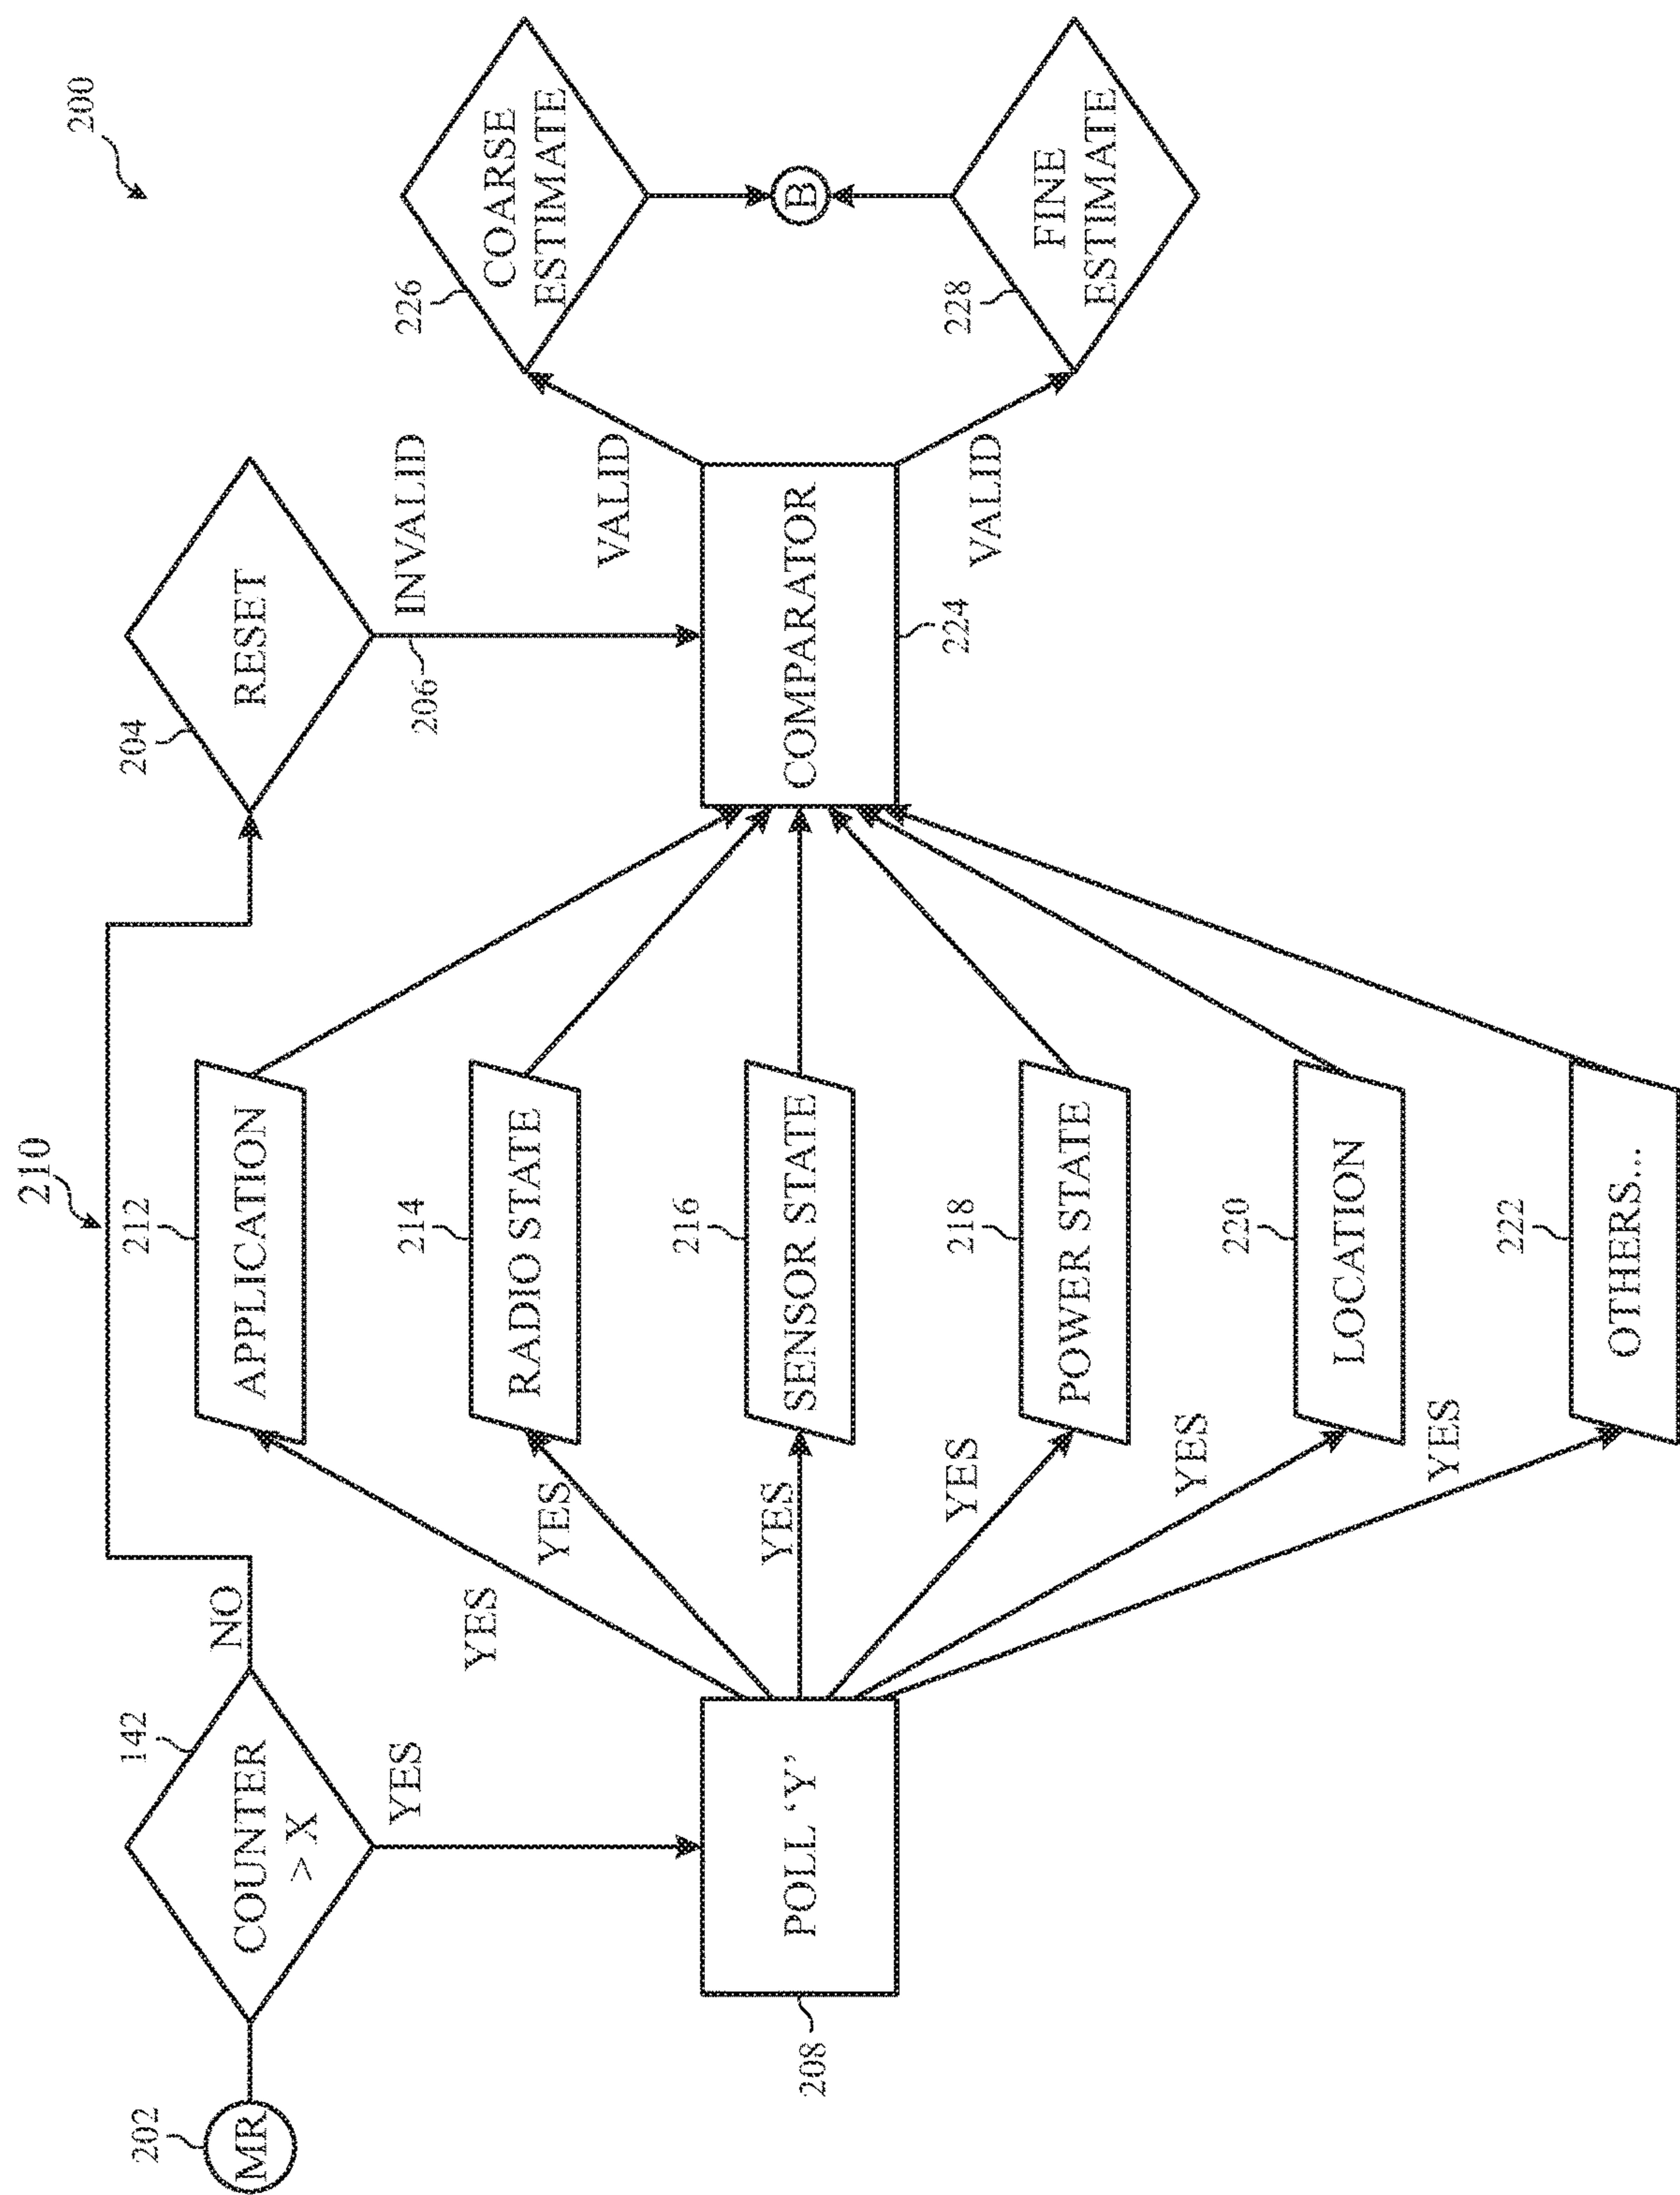 200
210
202
MR
142
COUNTER
> X
NO
YES
204
RESET
206
INVALID
208
POLL ‘Y’
YES
YES
YES
YES
YES
YES
212
APPLICATION
214
RADIO STATE
216
SENSOR STATE
218
POWER STATE
220
LOCATION
222
OTHERS...
COMPARATOR
224
VALID
VALID
226
COARSE
ESTIMATE
B
228
FINE
ESTIMATE